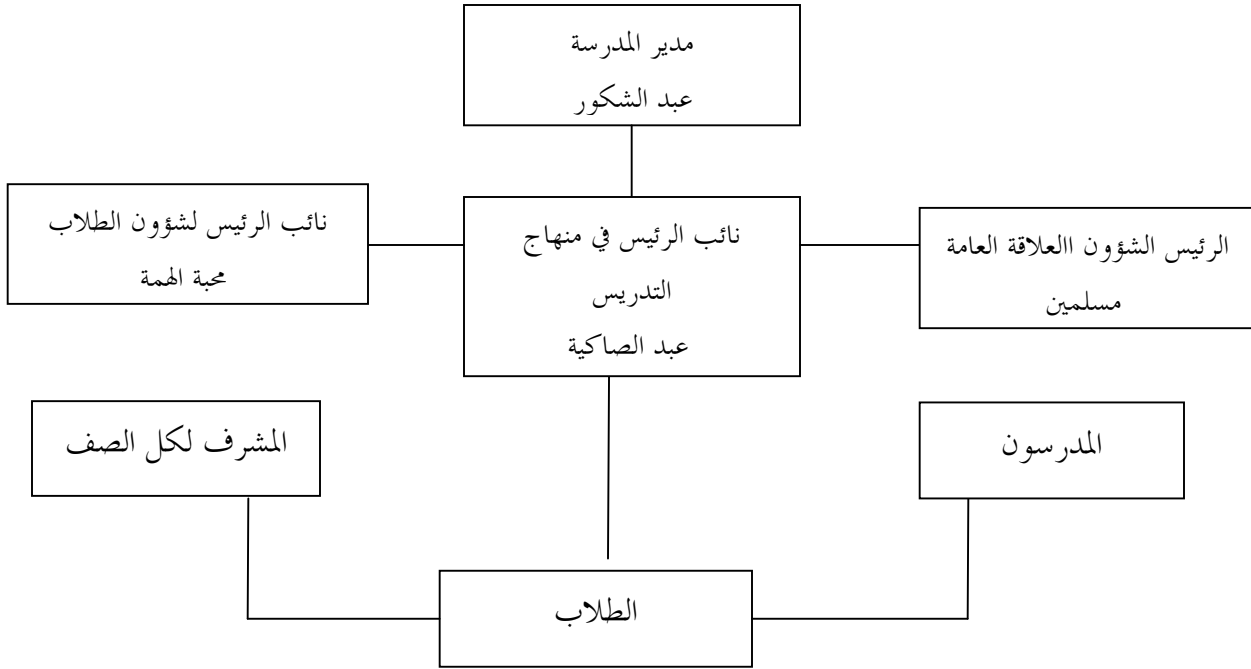 مدير المدرسة
عبد الشكور
الرئيس الشؤون االعلاقة العامة
مسلمين
نائب الرئيس في منهاج
التدريس
عبد الصاكية
نائب الرئيس لشؤون الطلاب
محبة الهمة
المدرسون
المشرف لكل الصف
الطلاب